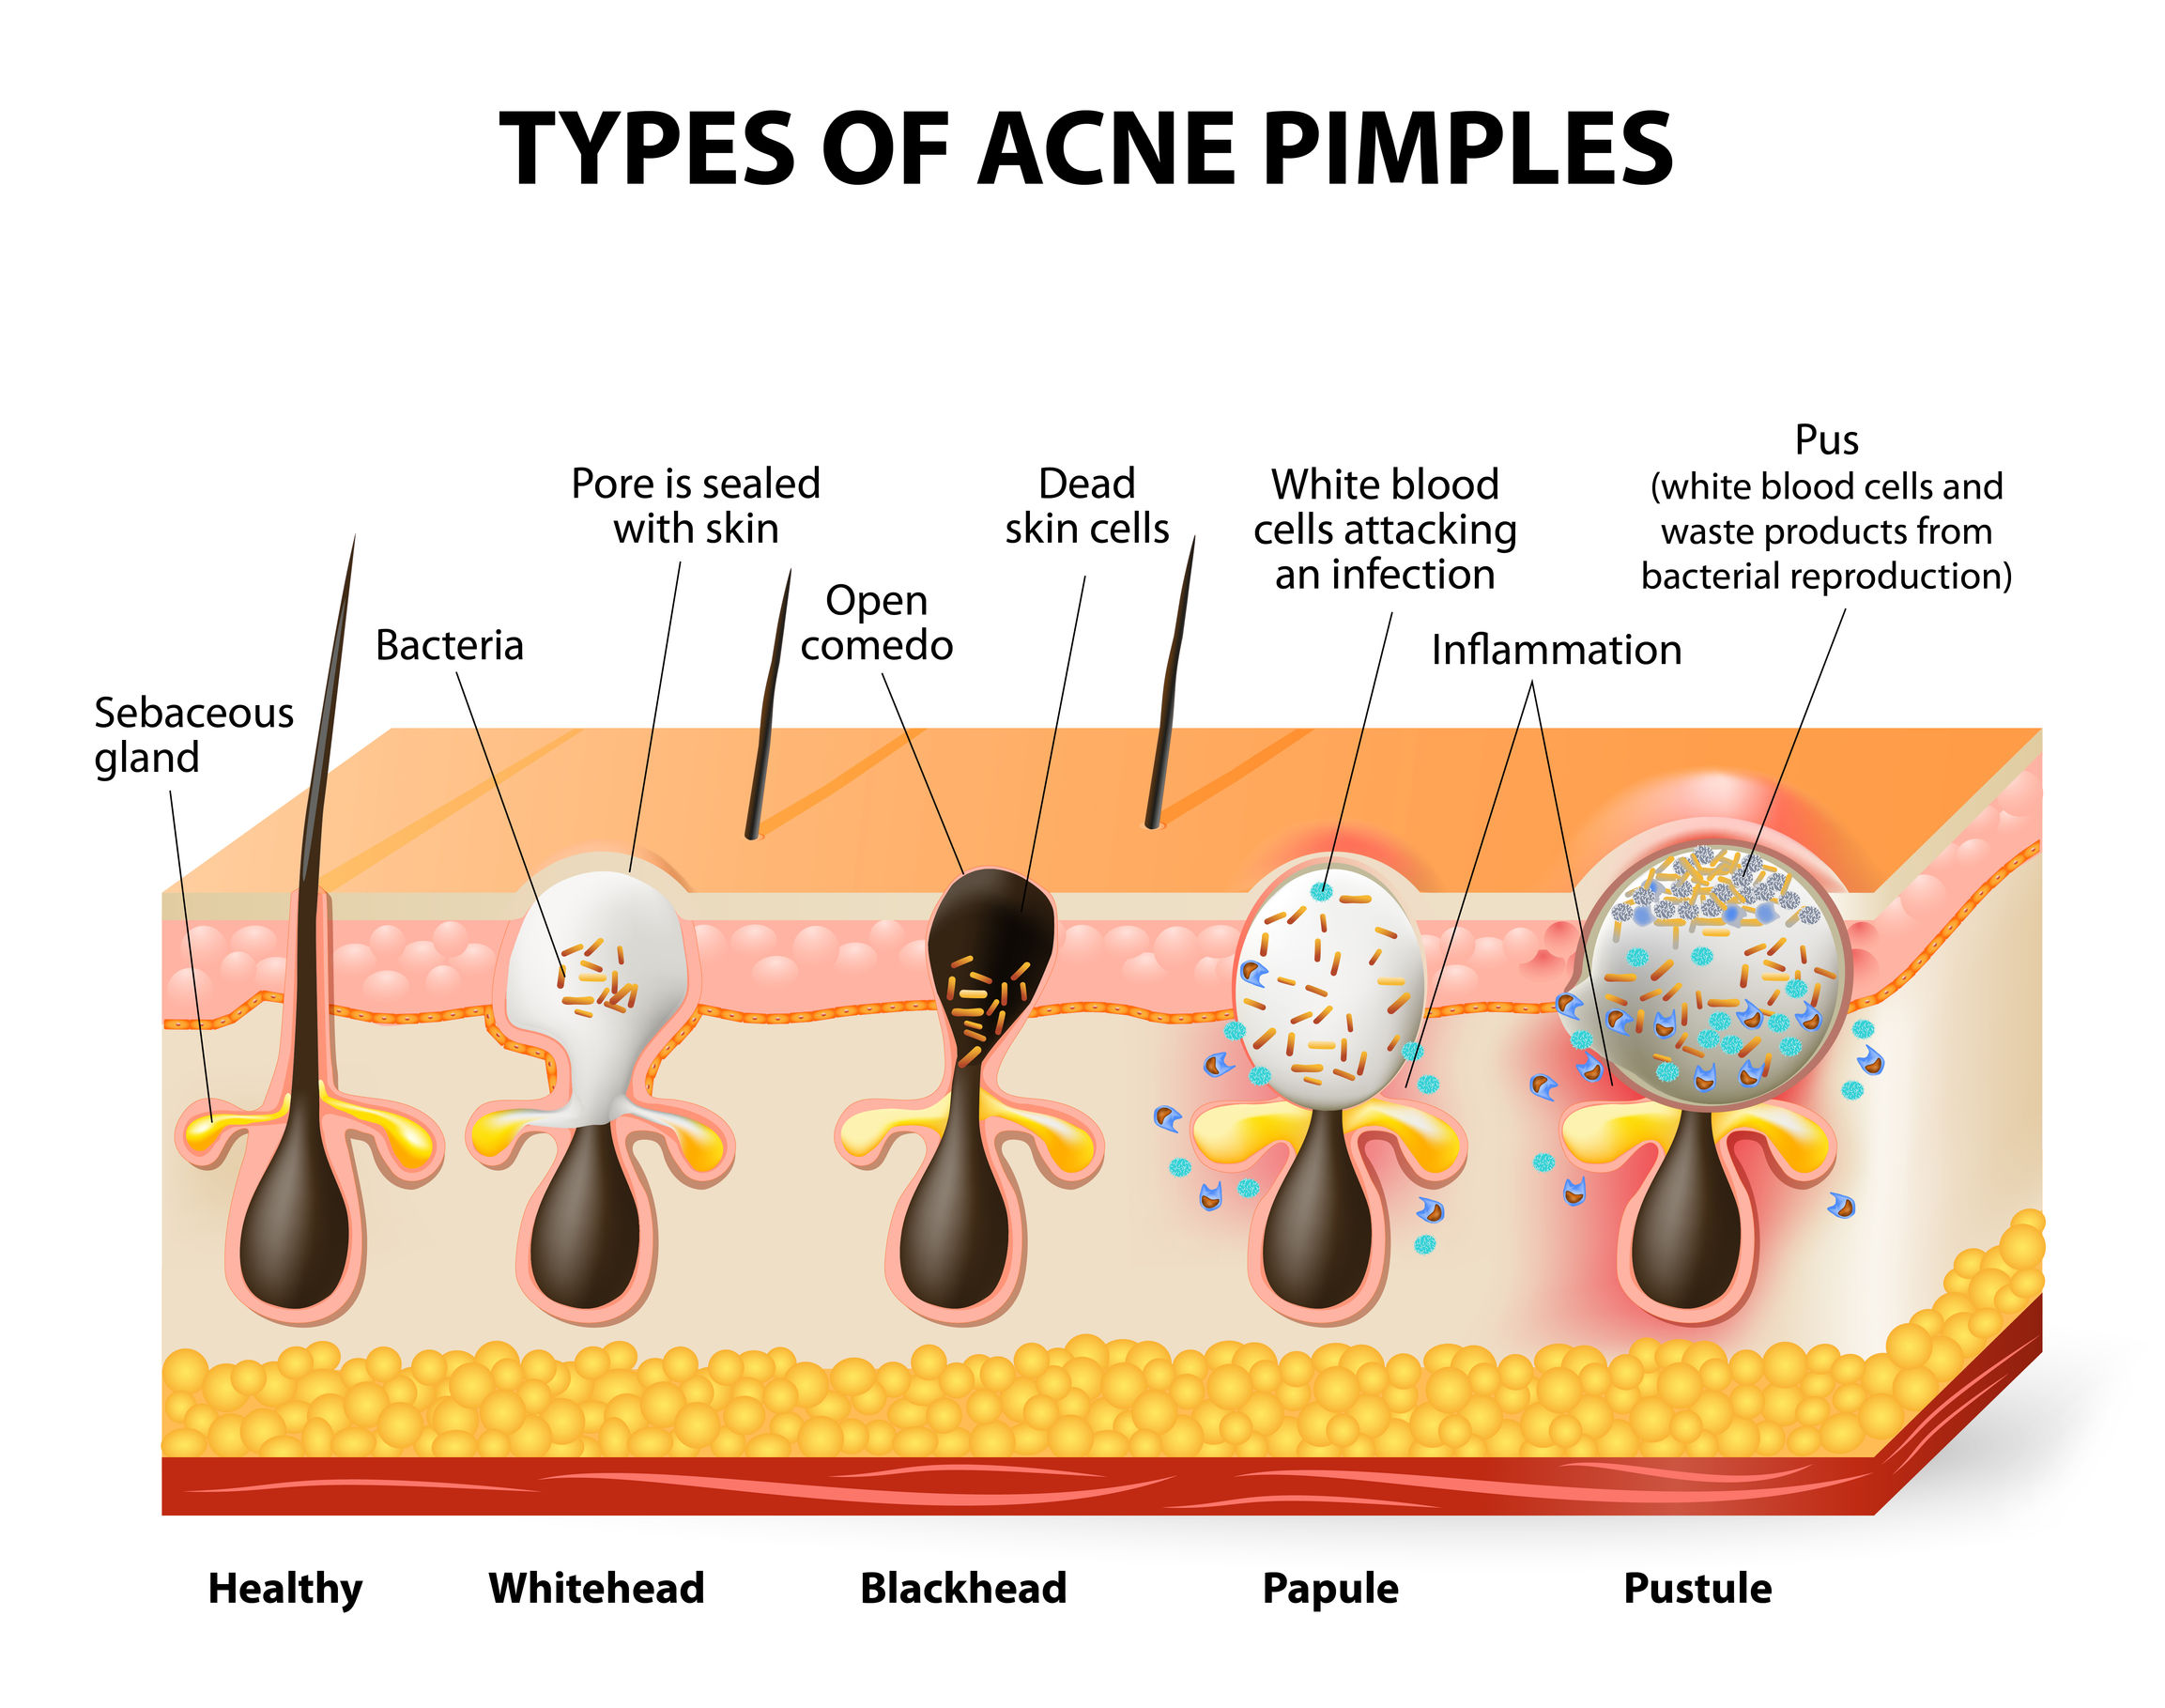 TYPES OF ACNE PIMPLES
Pus
(white blood cells and
waste products from
bacterial reproduction)
Pore is sealed
with skin
Dead
skin cells
White blood
cells attacking
an infection
Open
comedo
Bacteria
Inflammation
Sebaceous
gland
Healthy
Whitehead
Blackhead
Papule
Pustule